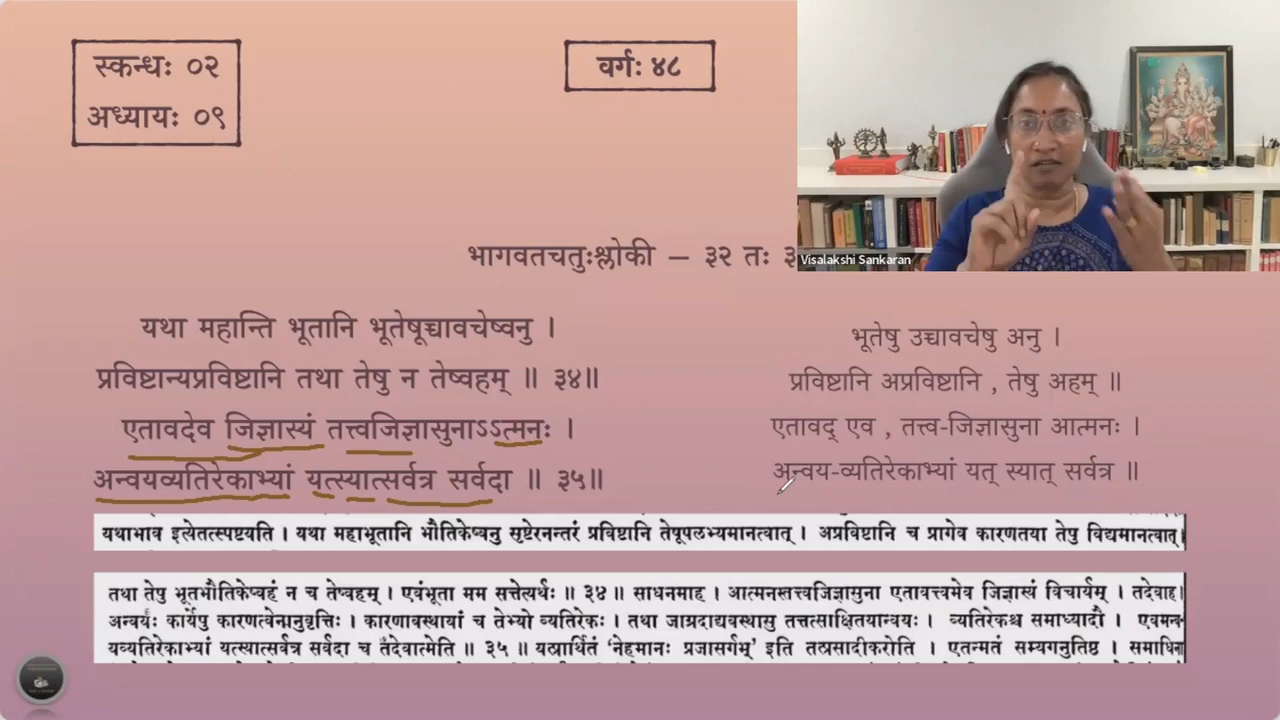 स्कन्धः ०२
अध्यायः ०९
वर्गः ४८
Visalakshi Sankaran
भागवतचतुःश्लोकी – ३२ तः
यथा महान्ति भूतानि भूतेषूच्चावचेष्वनु ।
प्रविष्टान्यप्रविष्टानि तथा तेषु न तेष्वहम् ॥ ३४॥
एतावदेव जिज्ञास्यं तत्त्वजिज्ञासुनाऽऽत्मनः ।
अन्वयव्यतिरेकाभ्यां यत्स्यात्सर्वत्र सर्वदा ॥ ३५॥
भूतेषु उच्चावचेषु अनु ।
प्रविष्टानि अप्रविष्टानि , तेषु अहम् ॥
एतावद् एव , तत्त्व-जिज्ञासुना आत्मनः ।
अन्वय-व्यतिरेकाभ्यां यत् स्यात् सर्वत्र ॥
यथाभाव इत्येतत्स्पष्टयति । यथा महाभूतानि भौतिकेष्वनु सृष्टेरनन्तरं प्रविष्टानि तेषूपलभ्यमानत्वात् । अप्रविष्टानि च प्रागेव कारणतया तेषु विद्यमानत्वात्
तथा तेषु भूतभौतिकेष्वहं न च तेष्वहम् । एवंभूता मम सत्तेत्यर्थः ॥ ३४ ॥ साधनमाह । आत्मनस्तत्त्वजिज्ञासुना एतावत्त्वमेव जिज्ञास्यं विचार्यम् । तदेवाह
अन्वयः कार्येषु कारणत्वेनानुवृत्तिः । कारणावस्थायां च तेभ्यो व्यतिरेकः । तथा जाग्रदाद्यवस्थासु तत्तत्साक्षितयान्वयः । व्यतिरेकश्च समाध्यादौ ।
यव्यतिरेकाभ्यां यत्स्यात्सर्वत्र सर्वदा च तदेवात्मेति ॥ ३५ ॥ यत्प्रार्थितं ‘नेहमानः प्रजासर्गम्’ इति तत्प्रसादीकरोति । एतन्मतं सम्यगनुतिष्ठ ।